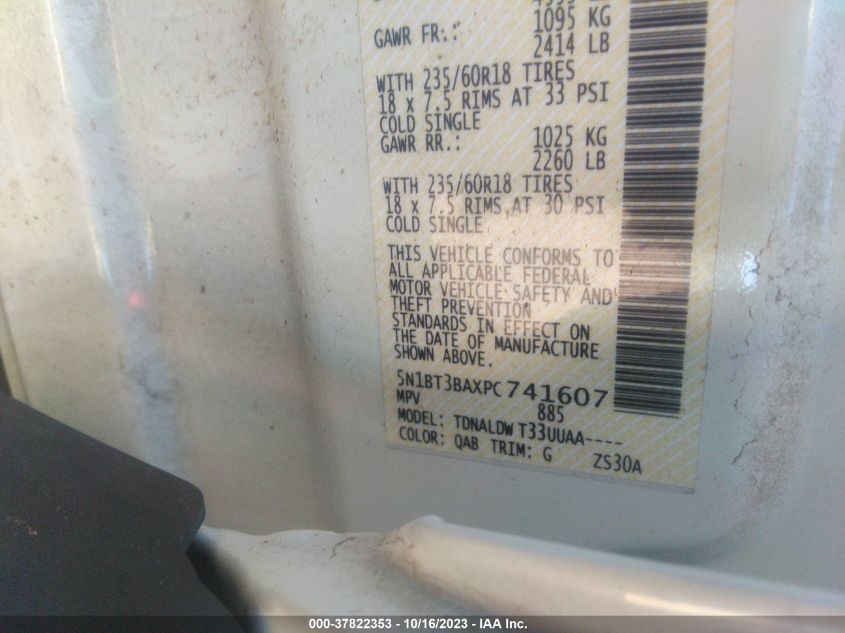 1095 KG
GAWR FR.:
2414 LB
WITH 235/60R18 TIRES
18 x 7.5 RIMS AT 33 PSI
COLD SINGLE
GAWR RR.: 1025 KG
2260 LB
WITH 235/60R18 TIRES
18 x 7.5 RIMS AT 30 PSI
COLD SINGLE
THIS VEHICLE CONFORMS TO
ALL APPLICABLE FEDERAL
MOTOR VEHICLE SAFETY AND
THEFT PREVENTION
STANDARDS IN EFFECT ON
THE DATE OF MANUFACTURE
SHOWN ABOVE.
5N1BT3BAXPC741607
MPV 885
MODEL: TDNALDW T33UUAA----
COLOR: QAB TRIM: G ZS30A
000-37822353 - 10/16/2023 - IAA Inc.